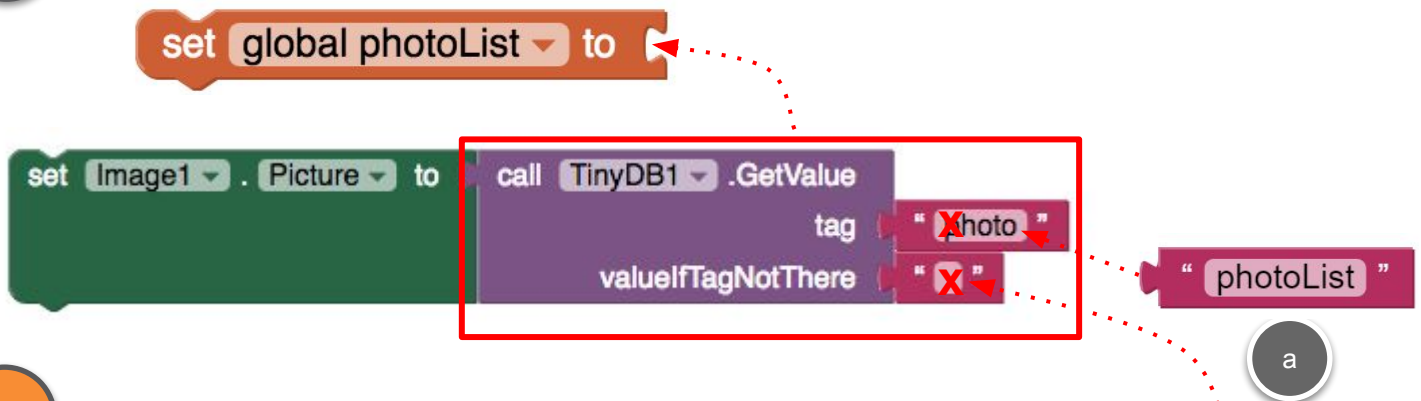 set global photoList to
set Image1 . Picture to call TinyDB1 .GetValue
tag “ photo ”
X
valueIfTagNotThere “ ”
X
“ photoList ”
a